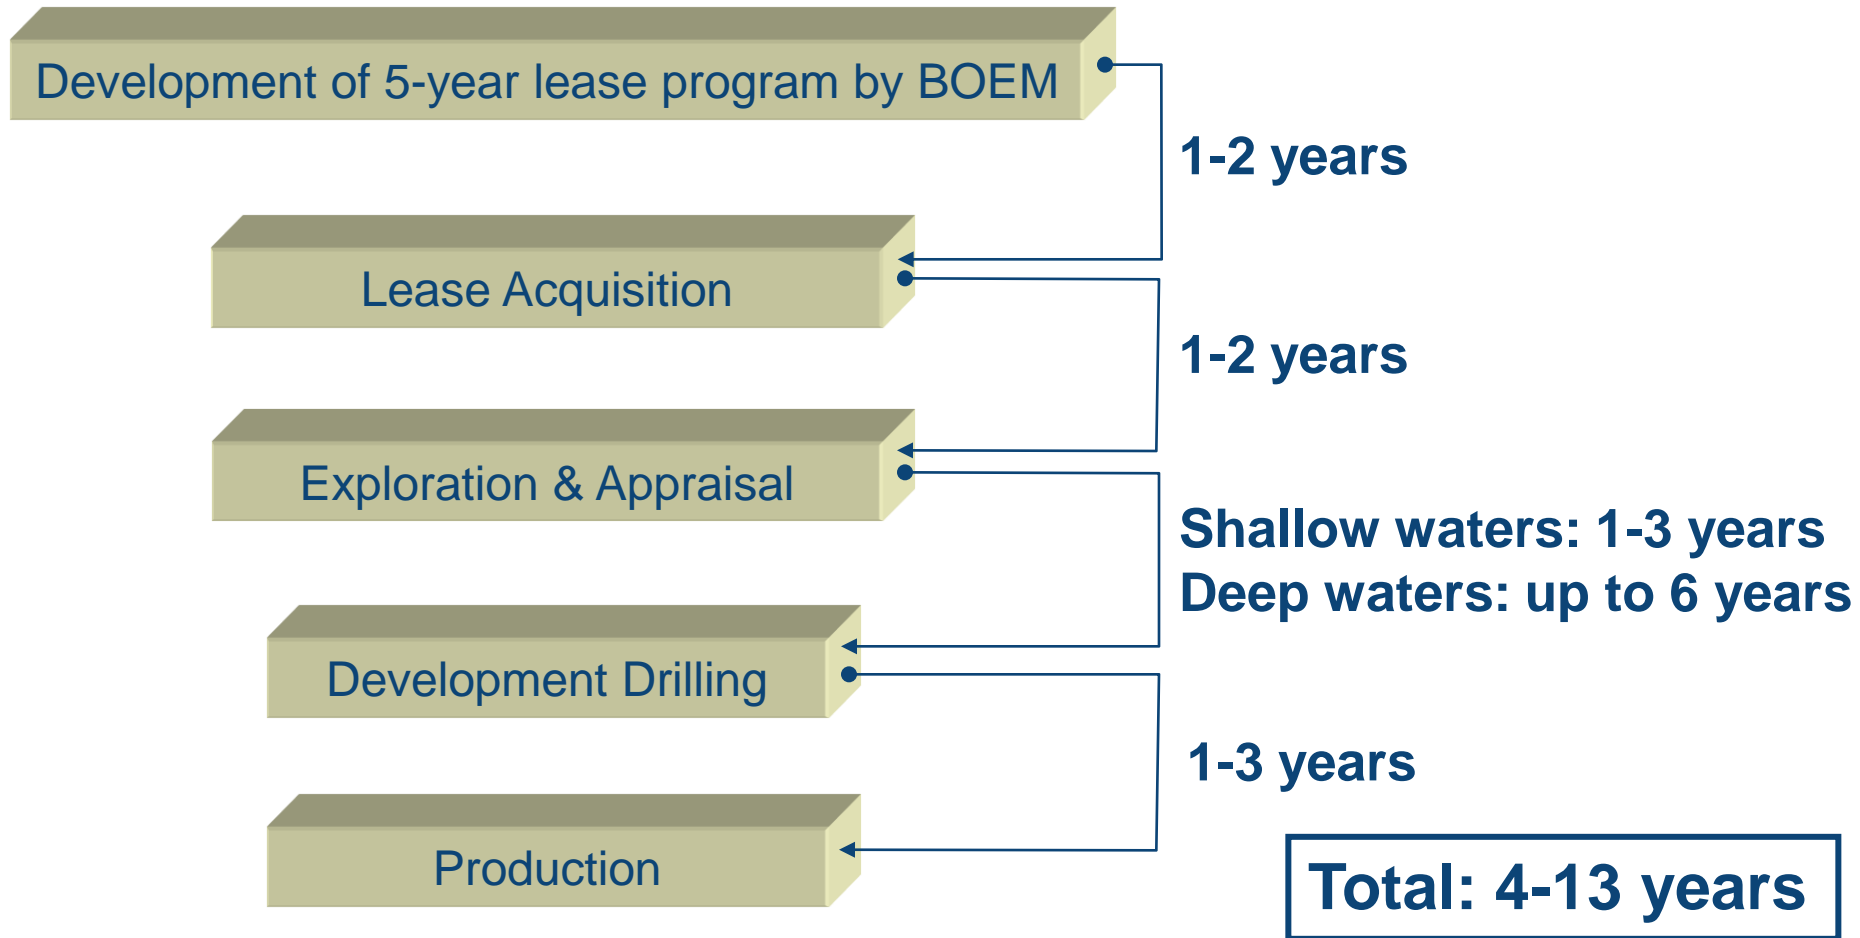 Development of 5-year lease program by BOEM
1-2 years
Lease Acquisition
1-2 years
Exploration & Appraisal
Shallow waters: 1-3 years
Deep waters: up to 6 years
Development Drilling
1-3 years
Production
Total: 4-13 years